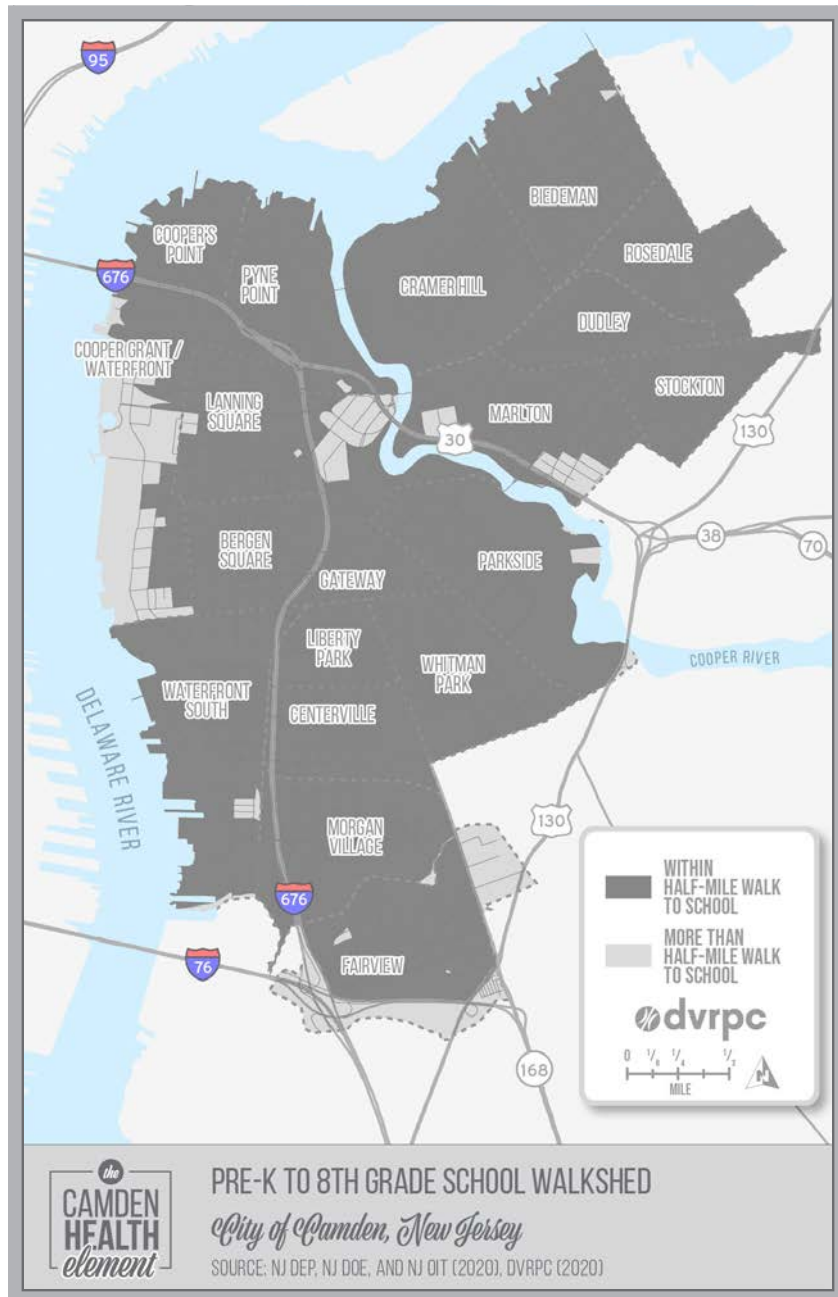 95
BIEDEMAN
COOPER'S
POINT
ROSEDALE
676
PYNE
POINT
CRAMER HILL
DUDLEY
COOPER GRANT /
WATERFRONT
STOCKTON
LANNING
SQUARE
MARLTON
30
130
38
70
BERGEN
SQUARE
PARKSIDE
GATEWAY
LIBERTY
PARK
WHITMAN
PARK
COOPER RIVER
WATERFRONT
SOUTH
CENTERVILLE
DELAWARE RIVER
130
MORGAN
VILLAGE
676
76
FAIRVIEW
168
WITHIN
HALF-MILE WALK
TO SCHOOL
MORE THAN
HALF-MILE WALK
TO SCHOOL
dvrpc
0 1/8 1/4 1/2
MILE
N
the
CAMDEN
HEALTH
element
PRE-K TO 8TH GRADE SCHOOL WALKSHED
City of Camden, New Jersey
SOURCE: NJ DEP, NJ DOE, AND NJ OIT (2020), DVRPC (2020)